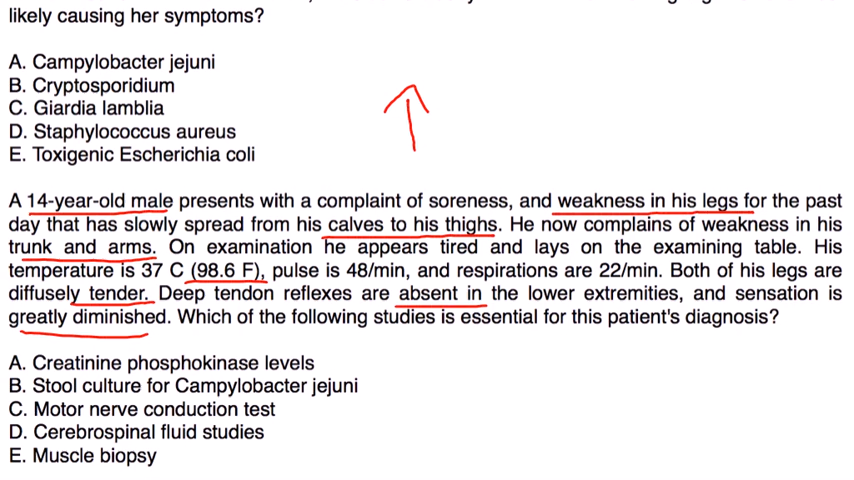 likely causing her symptoms?
A. Campylobacter jejuni
B. Cryptosporidium
C. Giardia lamblia
D. Staphylococcus aureus
E. Toxigenic Escherichia coli
A 14-year-old male presents with a complaint of soreness, and weakness in his legs for the past
day that has slowly spread from his calves to his thighs. He now complains of weakness in his
trunk and arms. On examination he appears tired and lays on the examining table. His
temperature is 37 C (98.6 F), pulse is 48/min, and respirations are 22/min. Both of his legs are
diffusely tender. Deep tendon reflexes are absent in the lower extremities, and sensation is
greatly diminished. Which of the following studies is essential for this patient's diagnosis?
A. Creatinine phosphokinase levels
B. Stool culture for Campylobacter jejuni
C. Motor nerve conduction test
D. Cerebrospinal fluid studies
E. Muscle biopsy